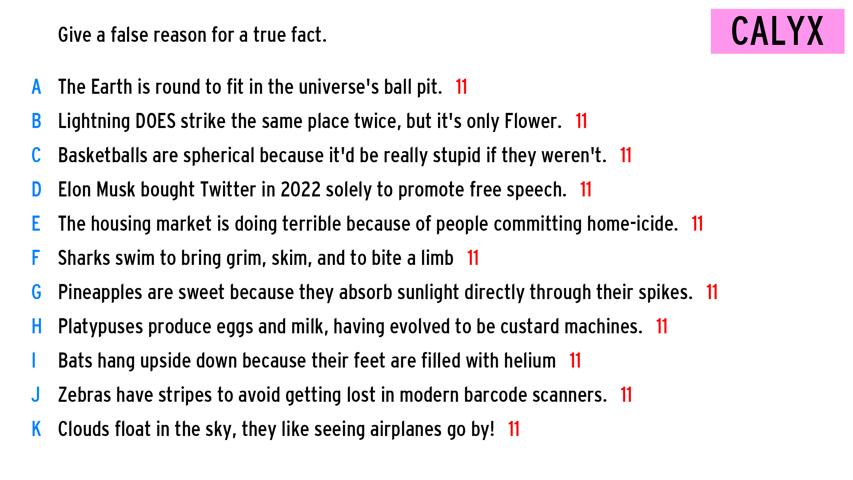 Give a false reason for a true fact.
CALYX
A The Earth is round to fit in the universe's ball pit. 11
B Lightning DOES strike the same place twice, but it's only Flower. 11
C Basketballs are spherical because it'd be really stupid if they weren't. 11
D Elon Musk bought Twitter in 2022 solely to promote free speech. 11
E The housing market is doing terrible because of people committing home-icide. 11
F Sharks swim to bring grim, skim, and to bite a limb 11
G Pineapples are sweet because they absorb sunlight directly through their spikes. 11
H Platypuses produce eggs and milk, having evolved to be custard machines. 11
I Bats hang upside down because their feet are filled with helium 11
J Zebras have stripes to avoid getting lost in modern barcode scanners. 11
K Clouds float in the sky, they like seeing airplanes go by! 11